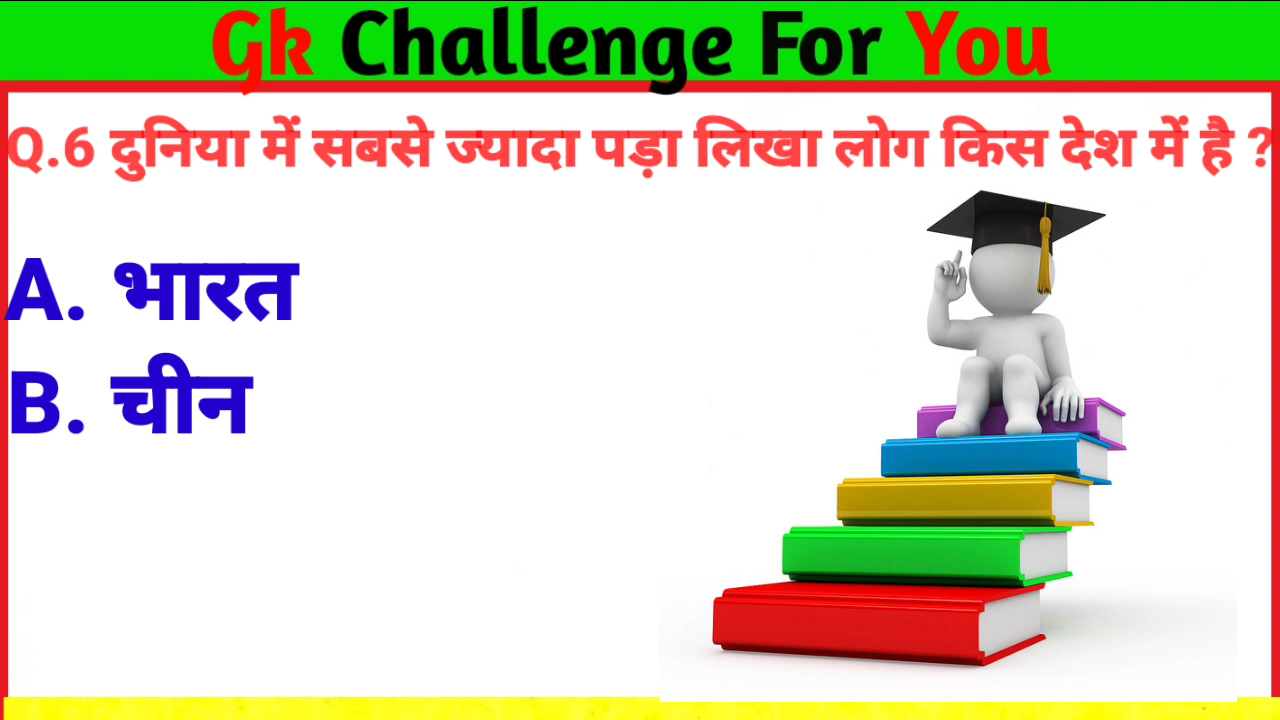 Gk Challenge For You
Q.6 दुनिया में सबसे ज्यादा पड़ा लिखा लोग किस देश में है ?
A. भारत
B. चीन